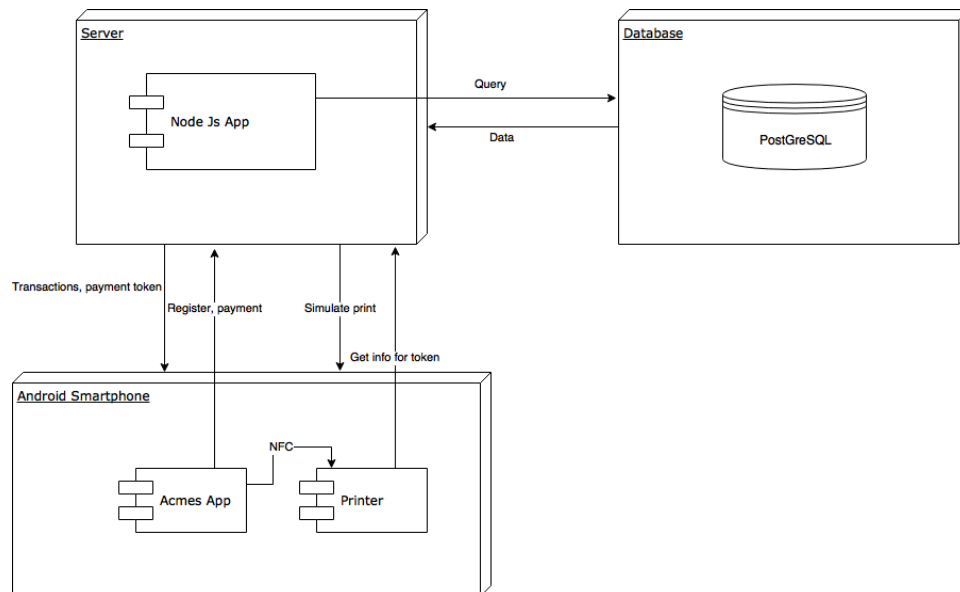 Server
Database
Query
Node Js App
Data
PostGreSQL
Transactions, payment token
Register, payment
Simulate print
Get info for token
Android Smartphone
NFC
Acmes App
Printer